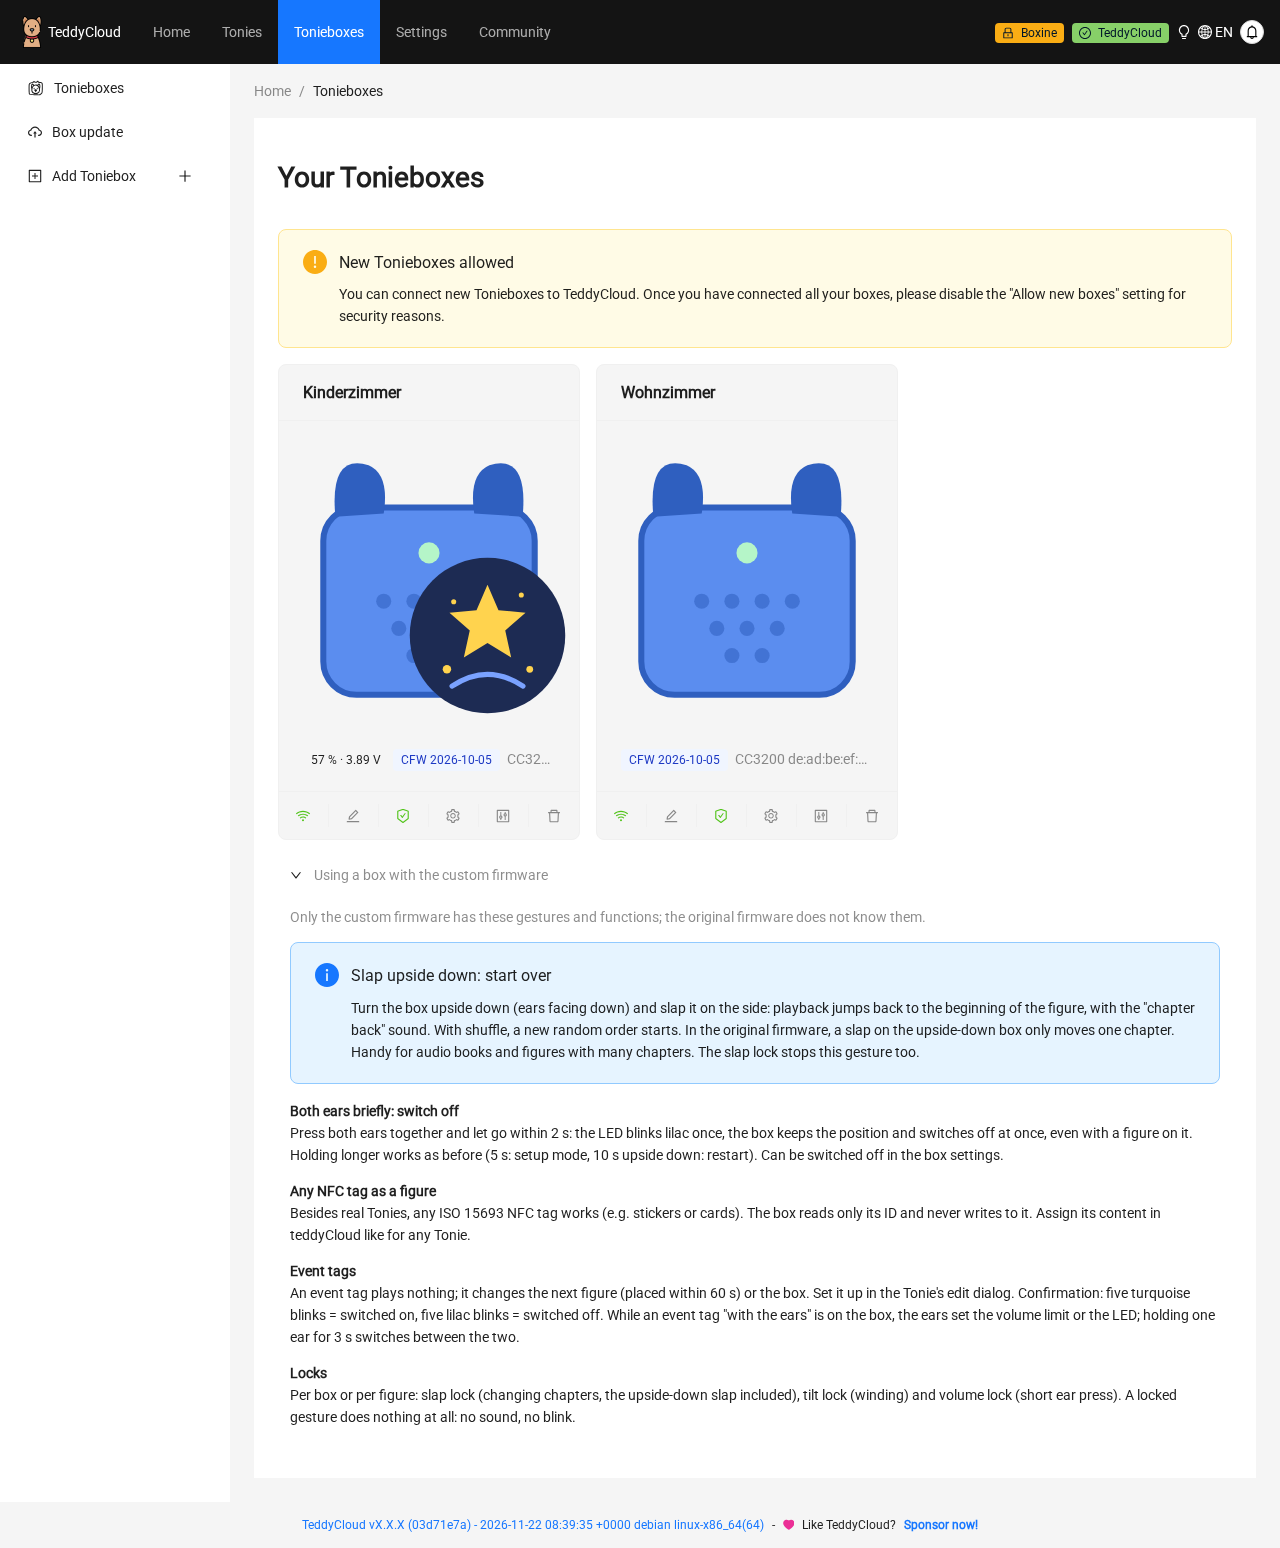 TeddyCloud
Home
Tonies
Tonieboxes
Settings
Community
Boxine
TeddyCloud
EN
Tonieboxes
Box update
Add Toniebox
Home / Tonieboxes
Your Tonieboxes
New Tonieboxes allowed
You can connect new Tonieboxes to TeddyCloud. Once you have connected all your boxes, please disable the "Allow new boxes" setting for
security reasons.
Kinderzimmer
57 % · 3.89 V
CFW 2026-10-05
CC32...
Wohnzimmer
CFW 2026-10-05
CC3200 de:ad:be:ef:...
Using a box with the custom firmware
Only the custom firmware has these gestures and functions; the original firmware does not know them.
Slap upside down: start over
Turn the box upside down (ears facing down) and slap it on the side: playback jumps back to the beginning of the figure, with the "chapter
back" sound. With shuffle, a new random order starts. In the original firmware, a slap on the upside-down box only moves one chapter.
Handy for audio books and figures with many chapters. The slap lock stops this gesture too.
Both ears briefly: switch off
Press both ears together and let go within 2 s: the LED blinks lilac once, the box keeps the position and switches off at once, even with a figure on it.
Holding longer works as before (5 s: setup mode, 10 s upside down: restart). Can be switched off in the box settings.
Any NFC tag as a figure
Besides real Tonies, any ISO 15693 NFC tag works (e.g. stickers or cards). The box reads only its ID and never writes to it. Assign its content in
teddyCloud like for any Tonie.
Event tags
An event tag plays nothing; it changes the next figure (placed within 60 s) or the box. Set it up in the Tonie's edit dialog. Confirmation: five turquoise
blinks = switched on, five lilac blinks = switched off. While an event tag "with the ears" is on the box, the ears set the volume limit or the LED; holding one
ear for 3 s switches between the two.
Locks
Per box or per figure: slap lock (changing chapters, the upside-down slap included), tilt lock (winding) and volume lock (short ear press). A locked
gesture does nothing at all: no sound, no blink.
TeddyCloud vX.X.X (03d71e7a) - 2026-11-22 08:39:35 +0000 debian linux-x86_64(64) - Like TeddyCloud? Sponsor now!